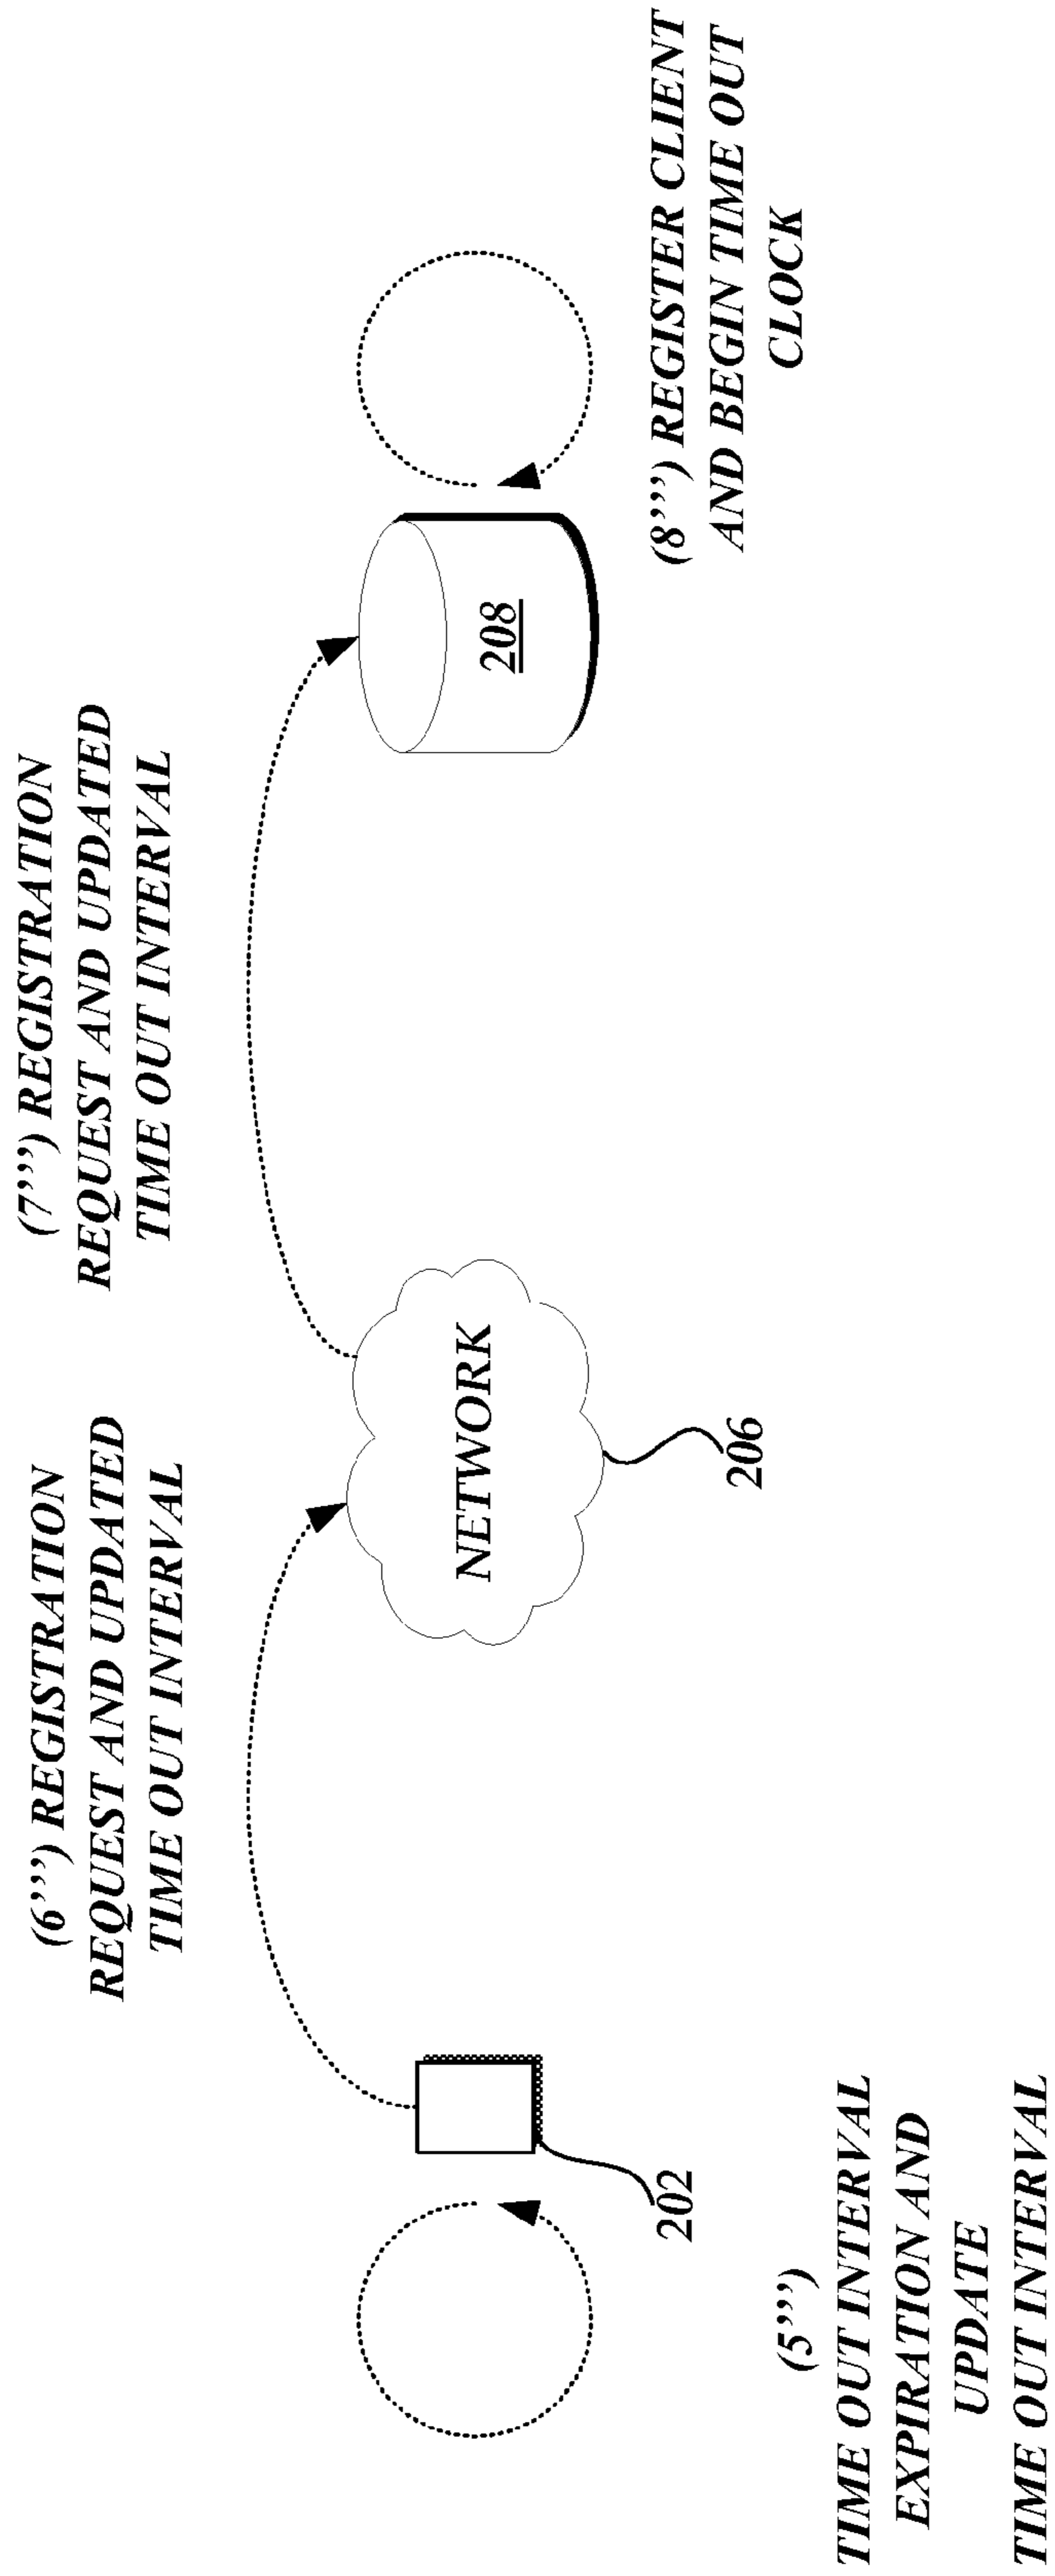 (6’’’) REGISTRATION
REQUEST AND UPDATED
TIME OUT INTERVAL
(7’’’) REGISTRATION
REQUEST AND UPDATED
TIME OUT INTERVAL
202
NETWORK
206
208
(5’’’)
TIME OUT INTERVAL
EXPIRATION AND
UPDATE
TIME OUT INTERVAL
(8’’’) REGISTER CLIENT
AND BEGIN TIME OUT
CLOCK